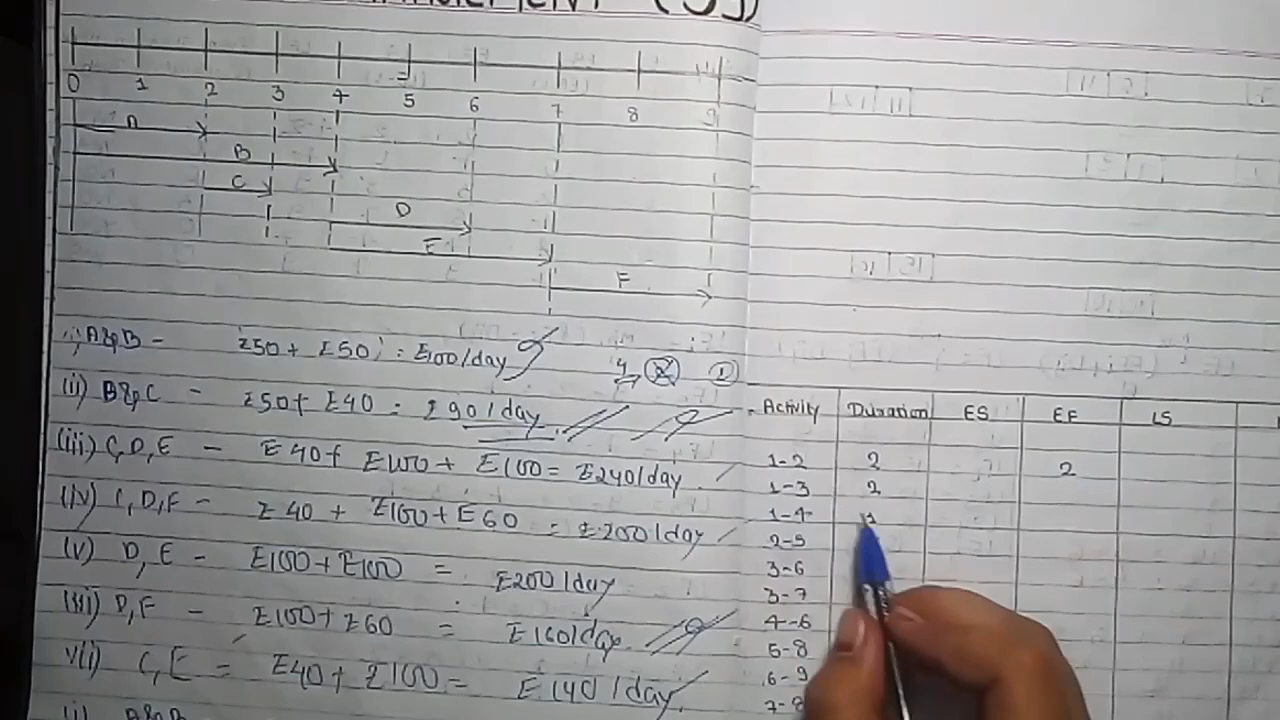 0 1 2 3 4 5 6 7 8 9
A
B
C
D
E
F
(i) A&B - £50 + £50 = £100/day
(ii) B&C - £50 + £40 = £90/day
(iii) C,D,E - £40 + £100 + £100 = £240/day
(iv) C,D,F - £40 + £100 + £60 = £200/day
(v) D,E - £100 + £100 = £200/day
D,F - £100 + £60 = £160/day
C,E = £40 + £100 = £140/day
Activity Duration ES EF LS
1-2 2 2
1-3 2
1-4
2-5
3-6
3-7
4-6
5-8
6-9
7-8